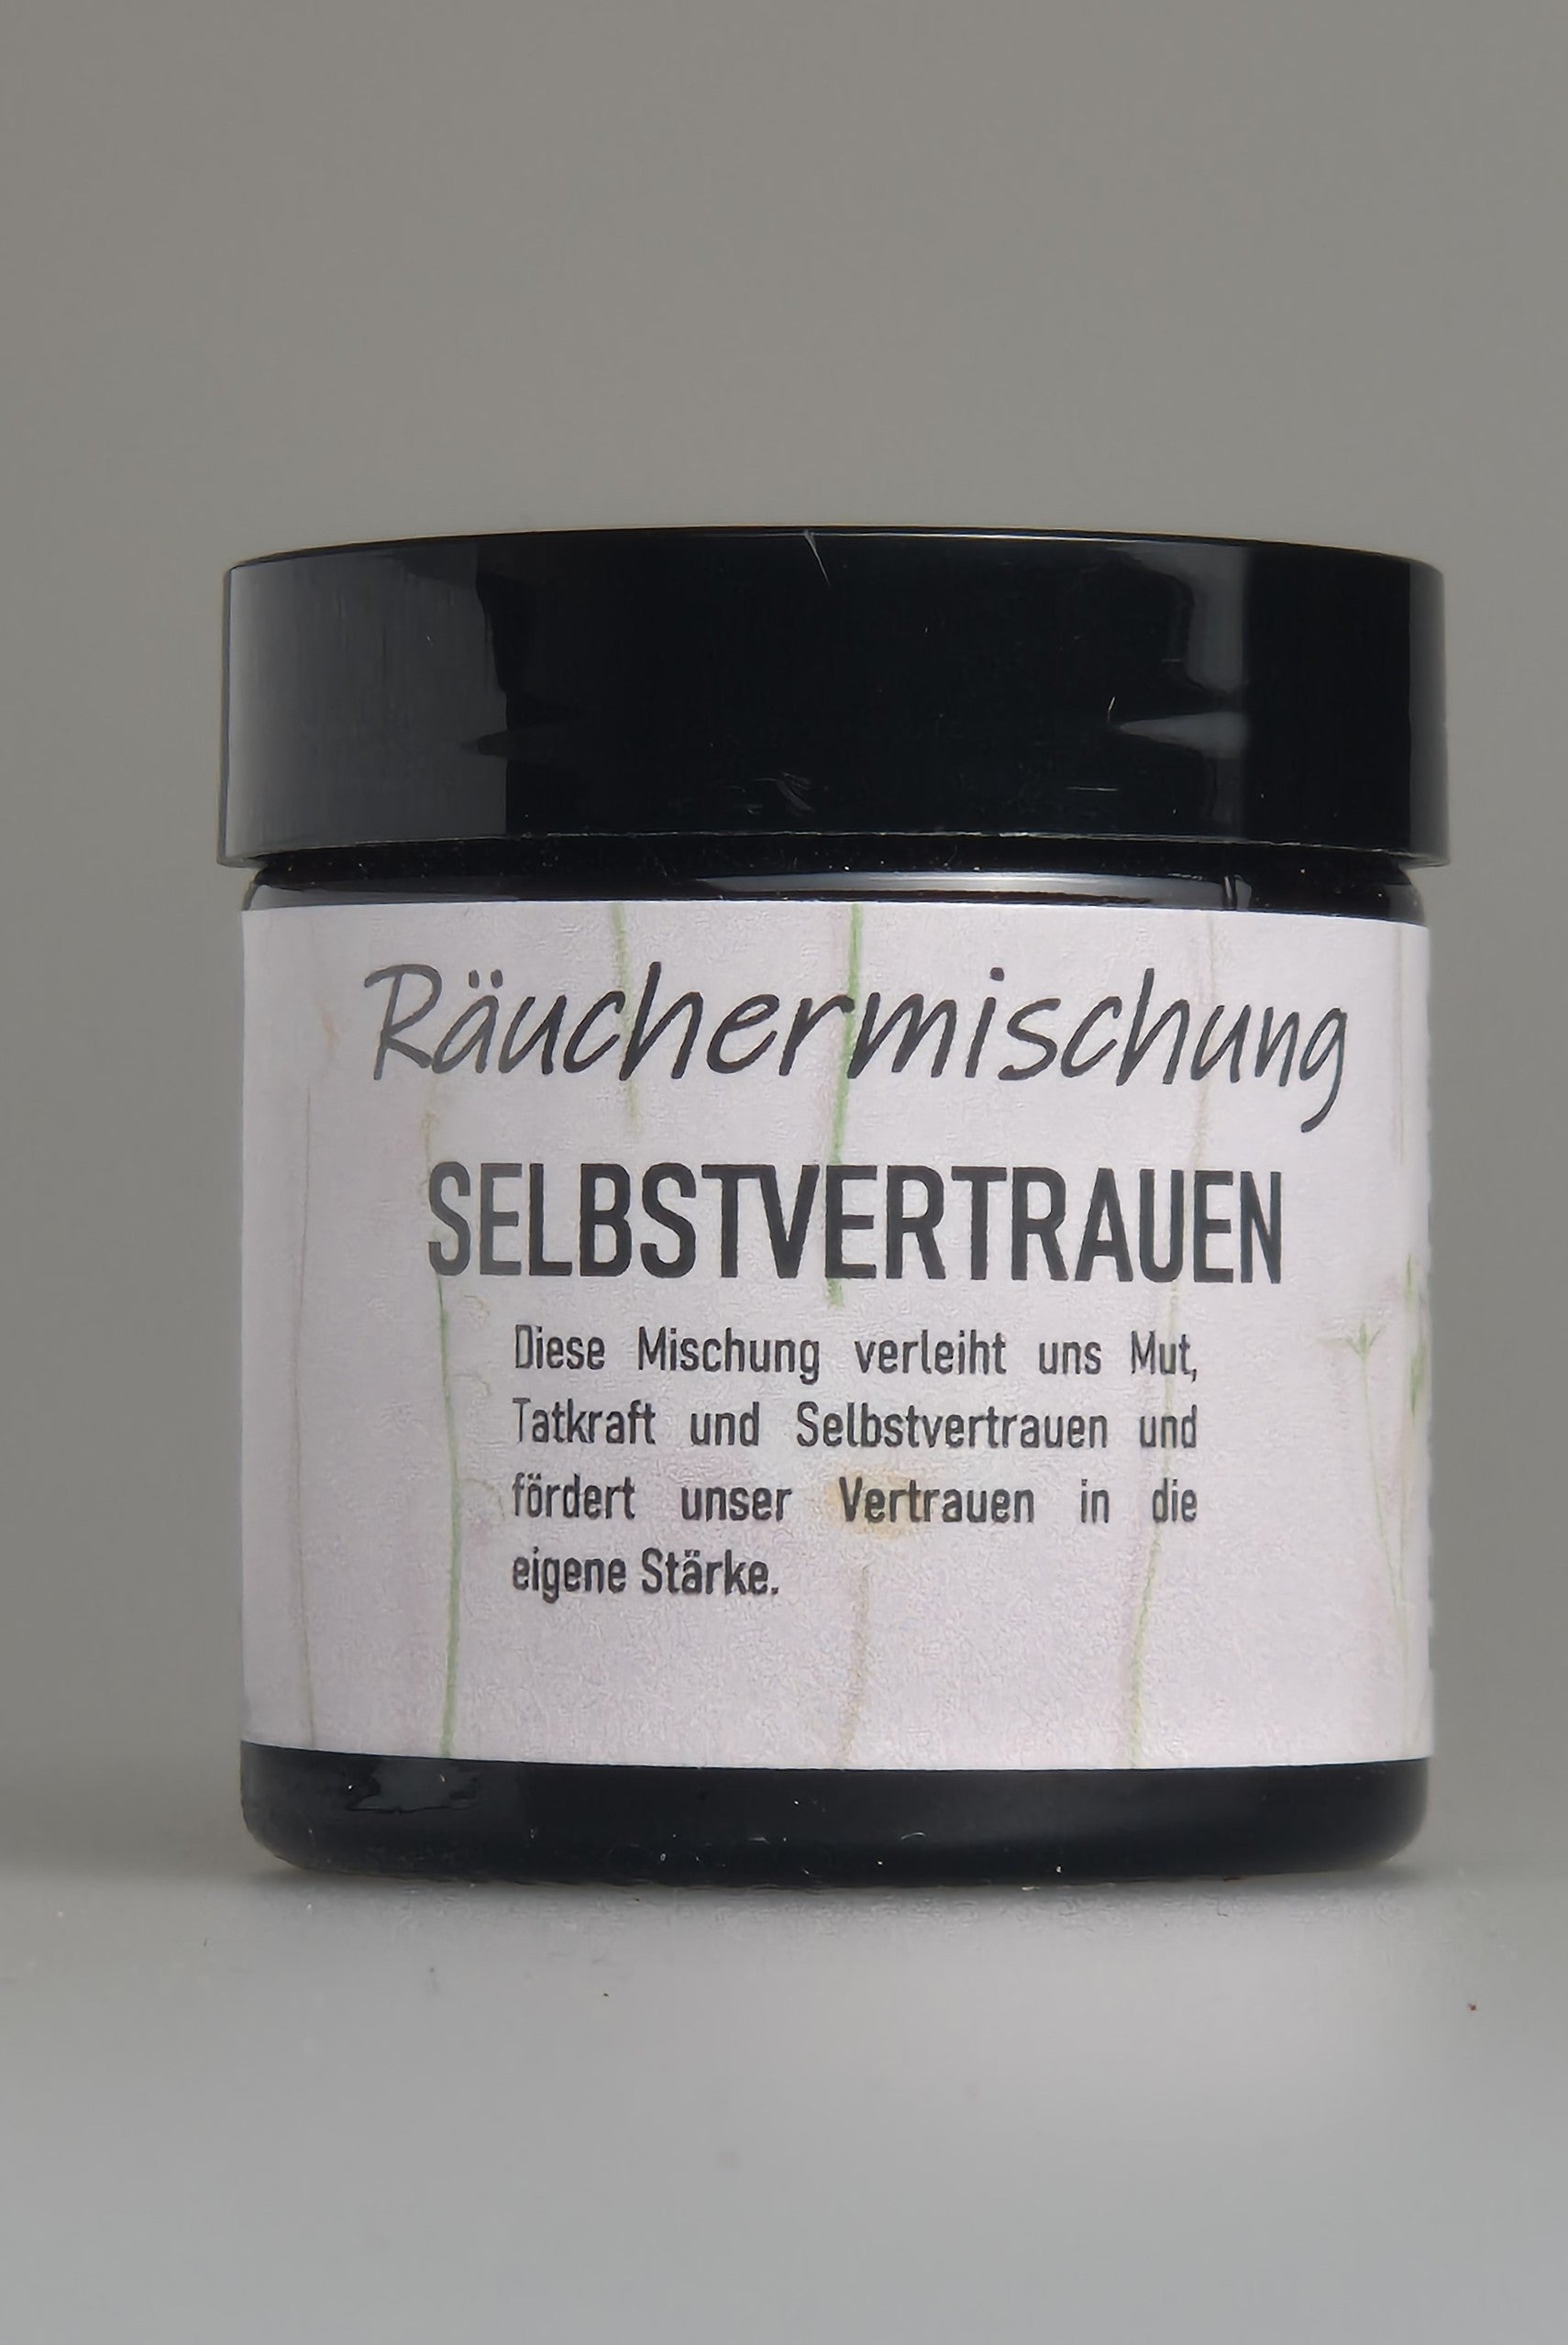 Räuchermischung
SELBSTVERTRAUEN
Diese Mischung verleiht uns Mut,
Tatkraft und Selbstvertrauen und
fördert unser Vertrauen in die
eigene Stärke.